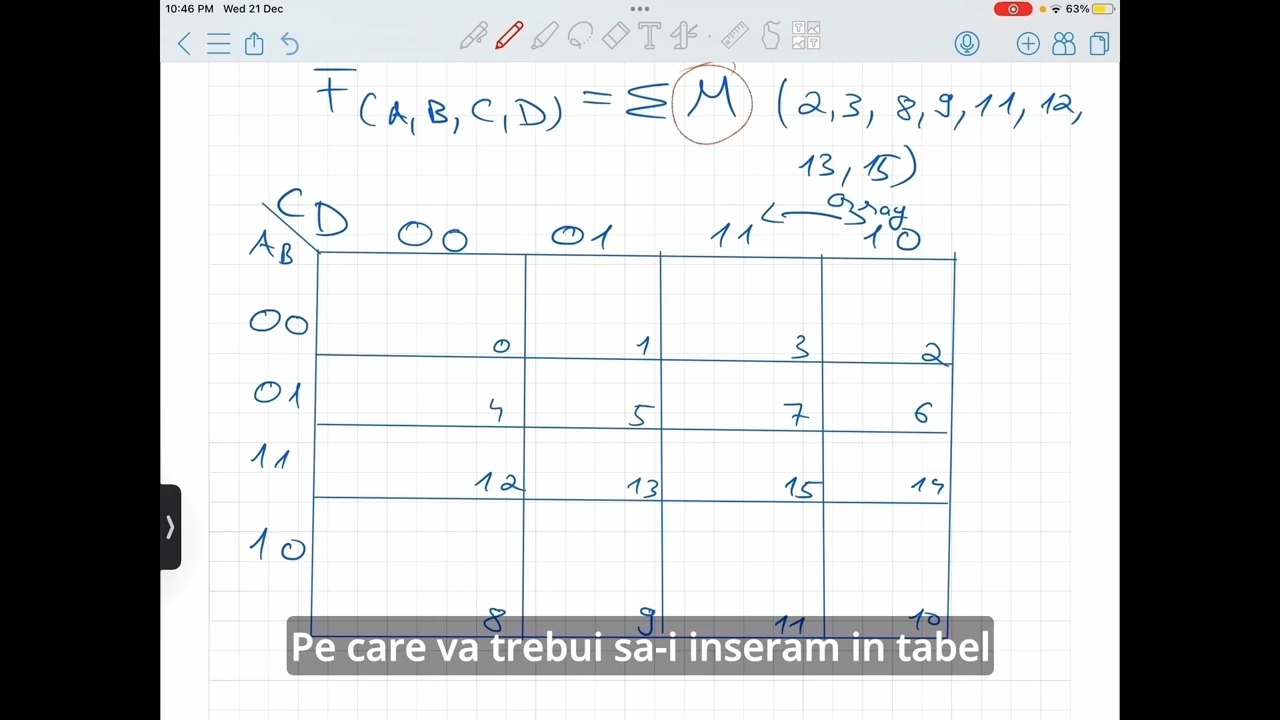 10:46 PM Wed 21 Dec
63%
F (A, B, C, D) = Σ M (2, 3, 8, 9, 11, 12,
13, 15)
CD
AB
00 01 11 10
00
0 1 3 2
01
4 5 7 6
11
12 13 15 14
10
8 9 11 10
Pe care va trebui sa-i inseram in tabel